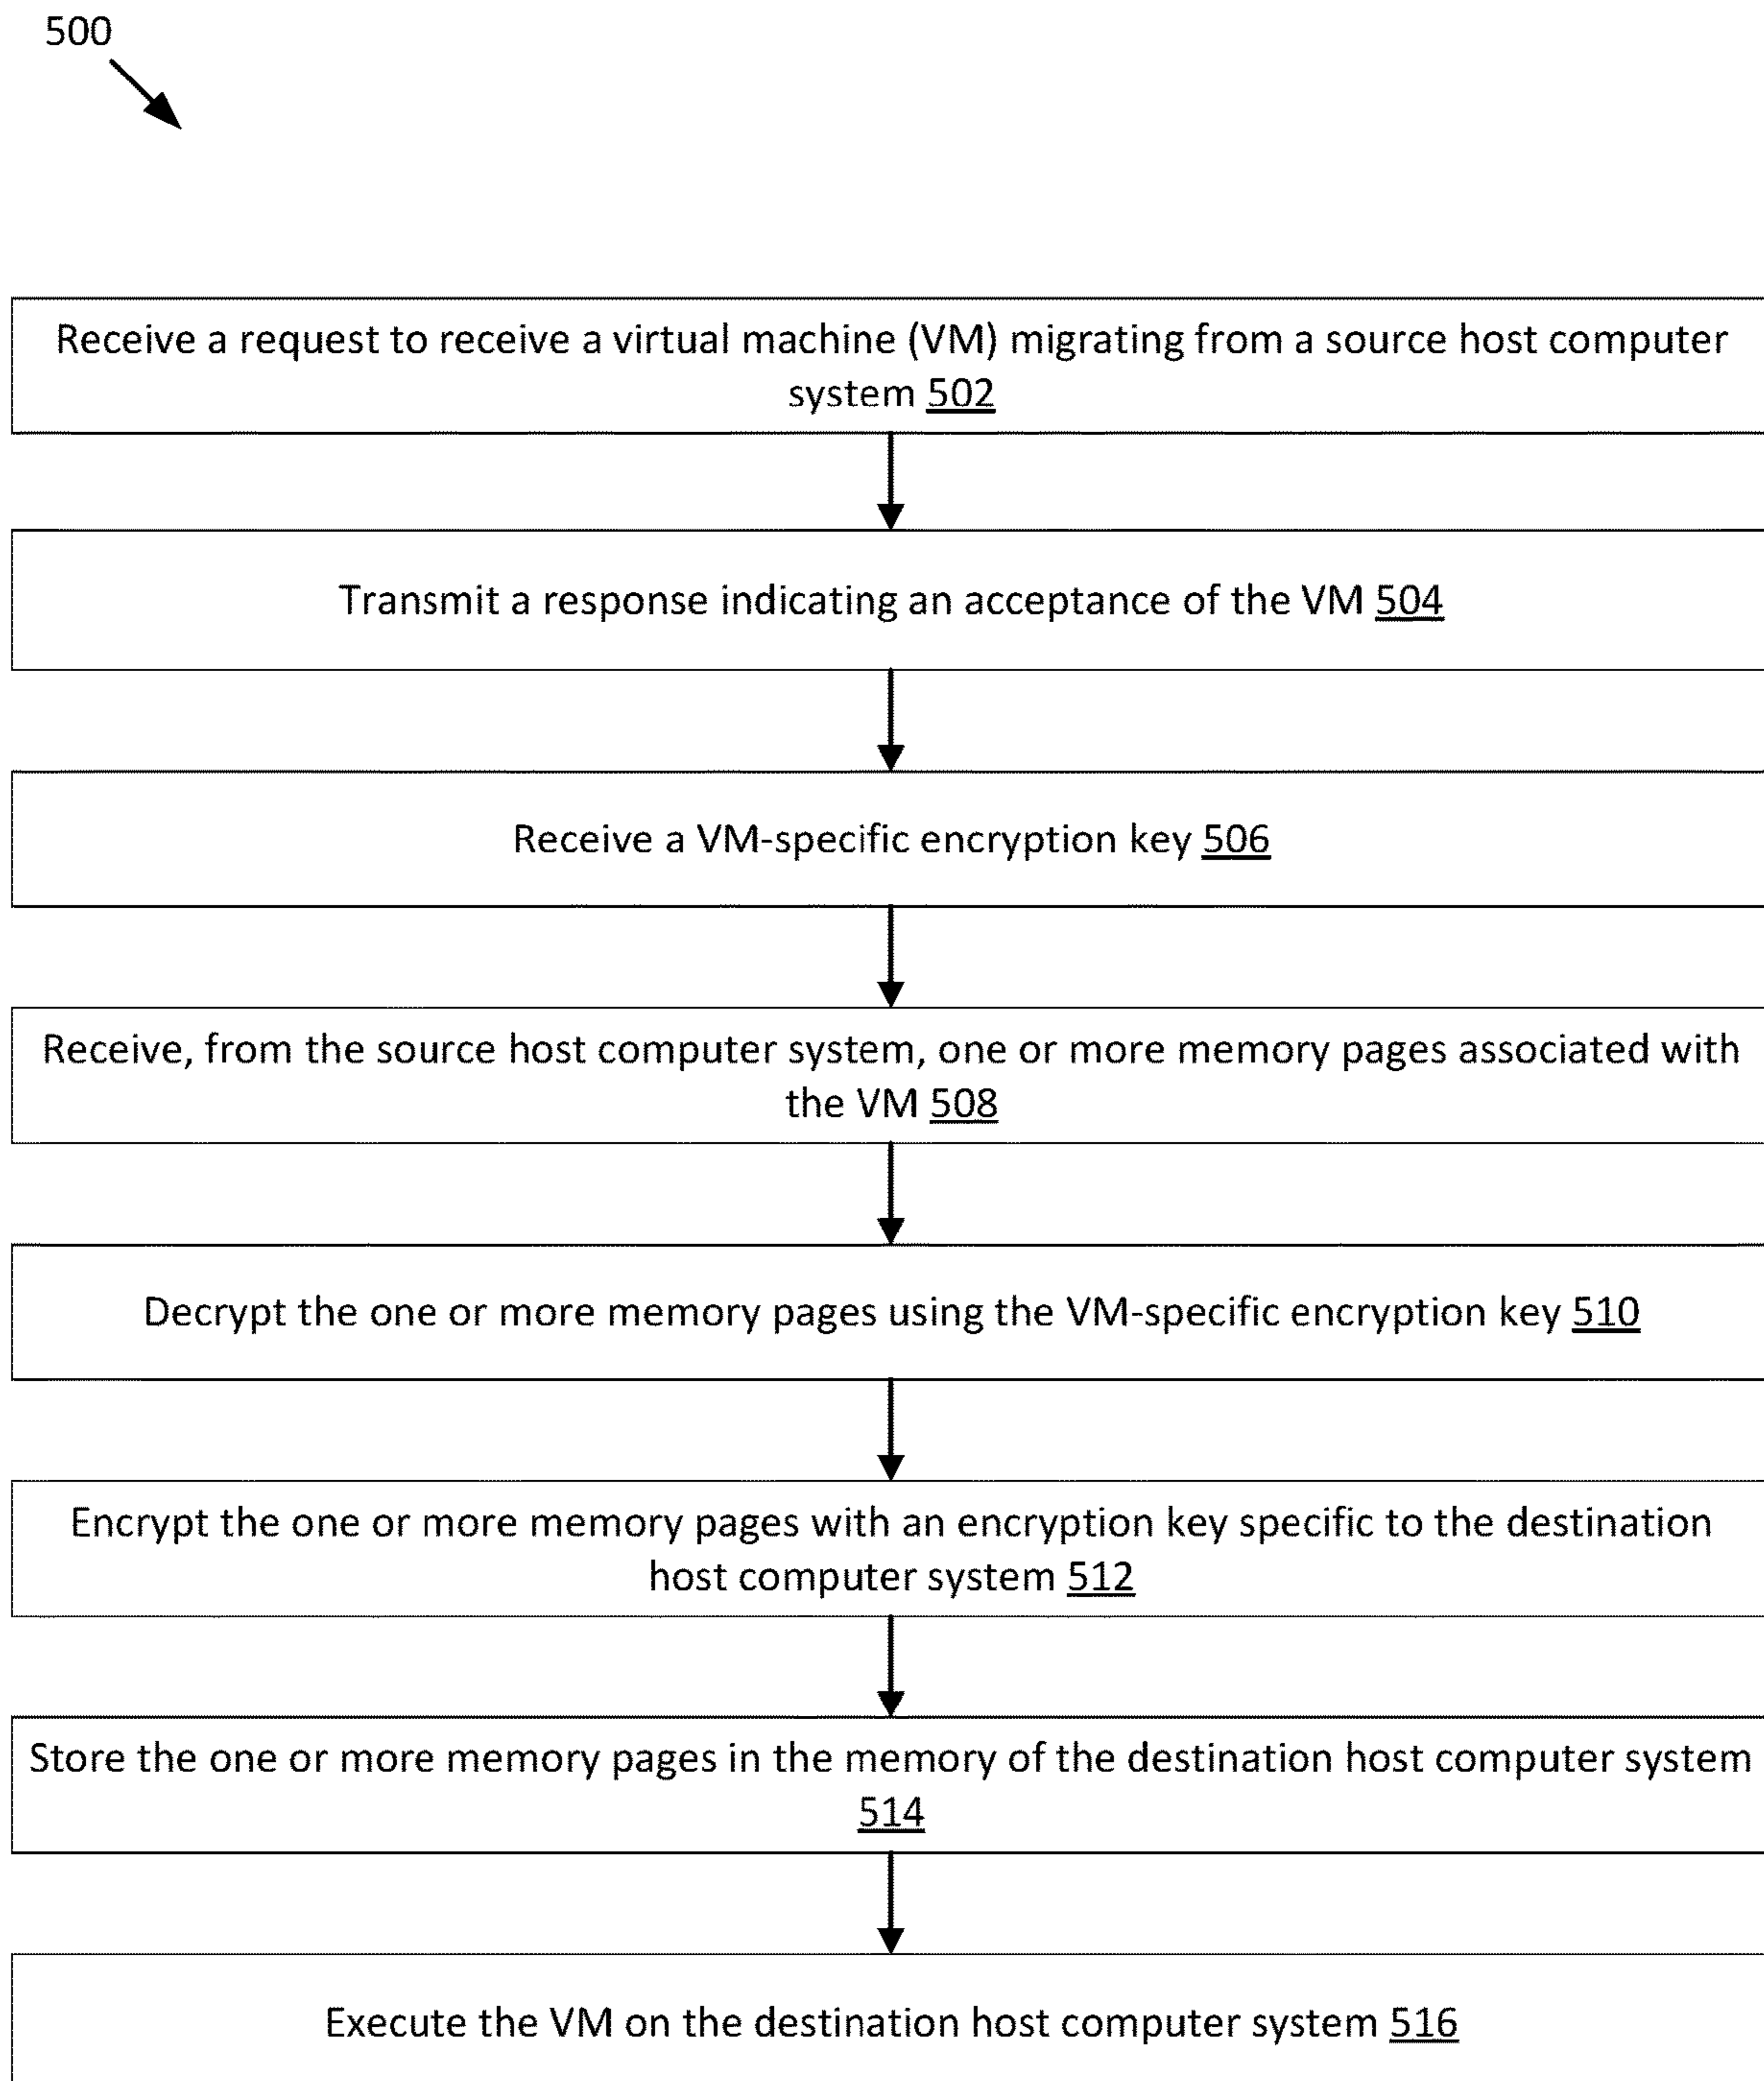 500
Receive a request to receive a virtual machine (VM) migrating from a source host computer
system 502
Transmit a response indicating an acceptance of the VM 504
Receive a VM-specific encryption key 506
Receive, from the source host computer system, one or more memory pages associated with
the VM 508
Decrypt the one or more memory pages using the VM-specific encryption key 510
Encrypt the one or more memory pages with an encryption key specific to the destination
host computer system 512
Store the one or more memory pages in the memory of the destination host computer system
514
Execute the VM on the destination host computer system 516